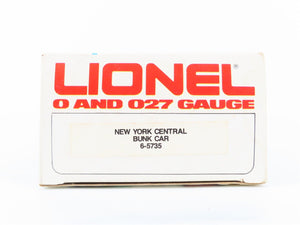 LIONEL®
O AND 027 GAUGE
NEW YORK CENTRAL
BUNK CAR
6-5735